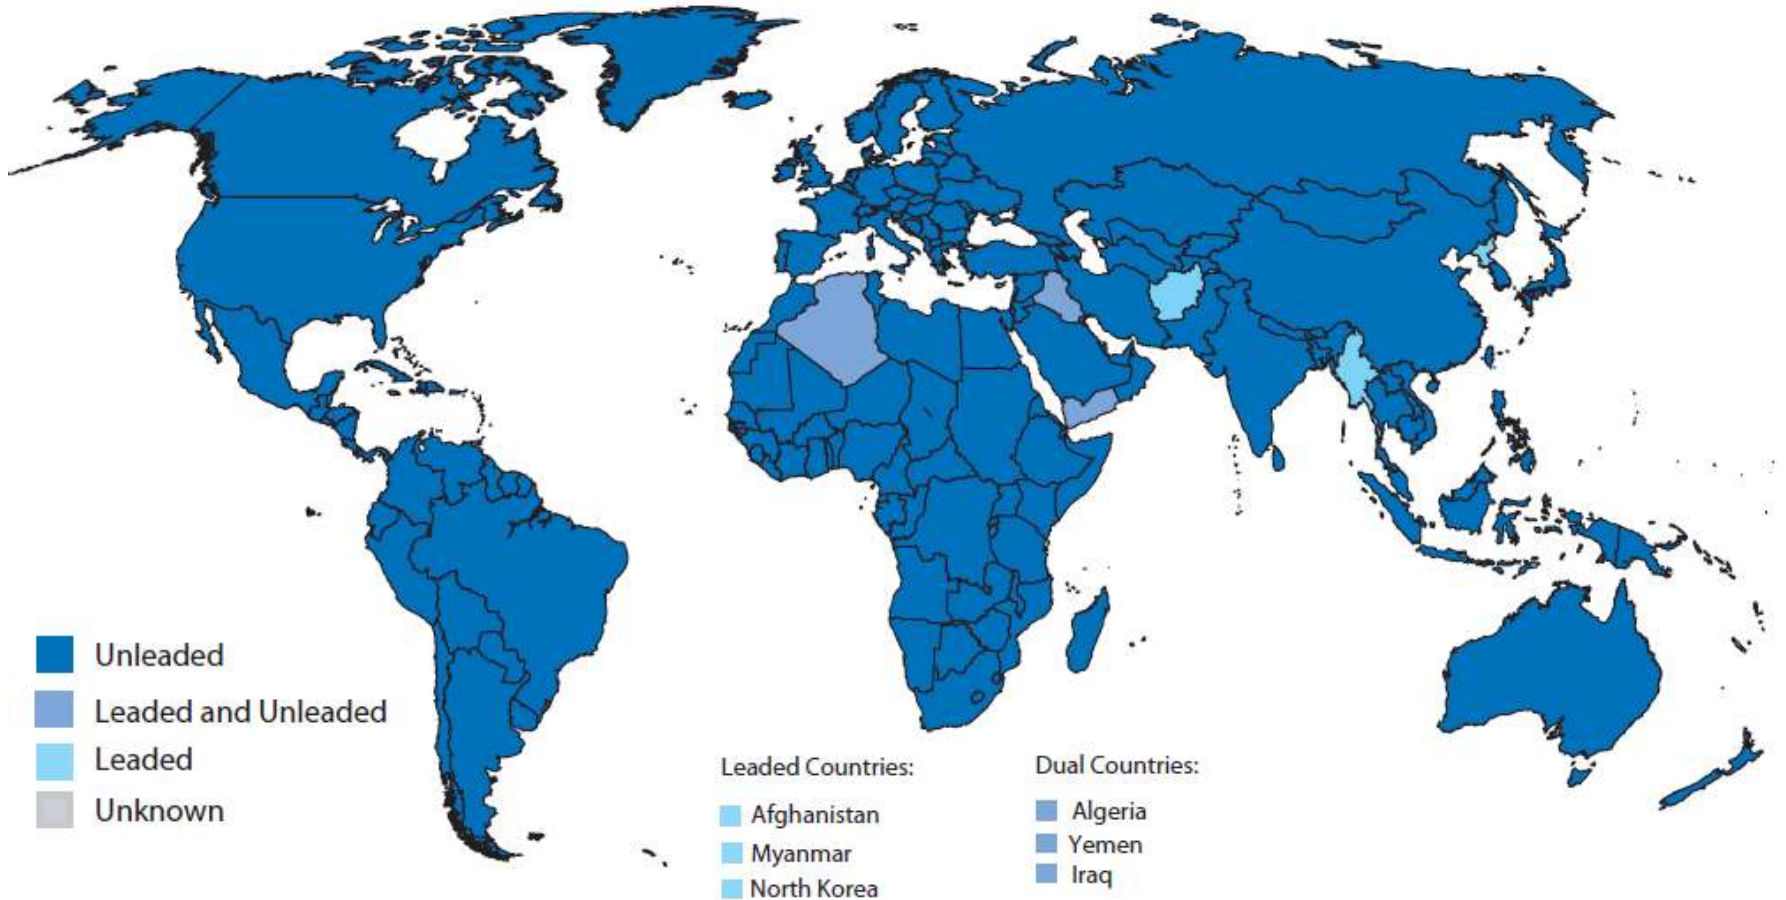 Unleaded
Leaded and Unleaded
Leaded
Unknown
Leaded Countries:
Afghanistan
Myanmar
North Korea
Dual Countries:
Algeria
Yemen
Iraq